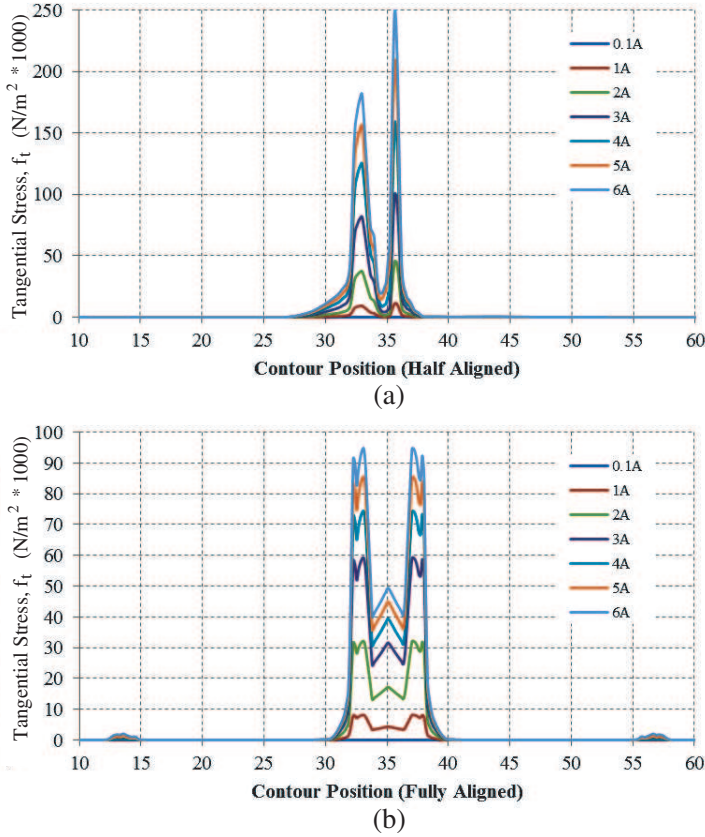 250
200
150
100
50
0
Tangential Stress, f_t (N/m² * 1000)
0.1A
1A
2A
3A
4A
5A
6A
10 15 20 25 30 35 40 45 50 55 60
Contour Position (Half Aligned)
(a)
100
90
80
70
60
50
40
30
20
10
0
Tangential Stress, f_t (N/m² * 1000)
0.1A
1A
2A
3A
4A
5A
6A
10 15 20 25 30 35 40 45 50 55 60
Contour Position (Fully Aligned)
(b)